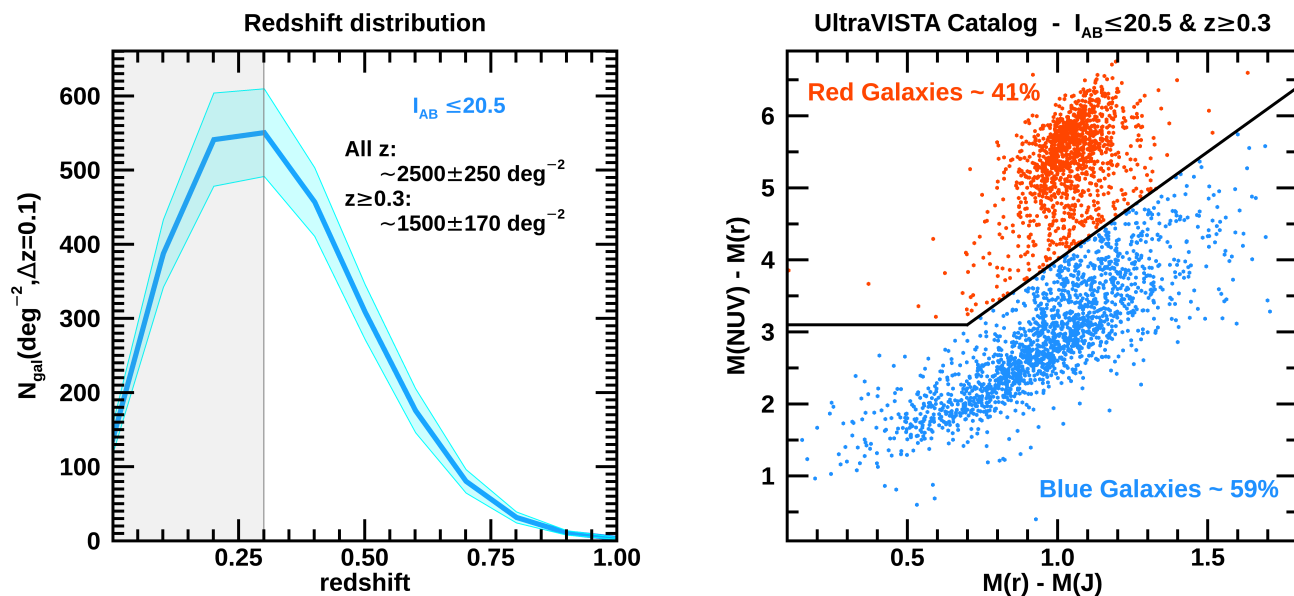 Redshift distribution
600
500
400
300
200
100
0
N_gal(deg⁻²,Δz=0.1)
I_AB ≤20.5
All z:
~2500±250 deg⁻²
z≥0.3:
~1500±170 deg⁻²
0.25 0.50 0.75 1.00
redshift
UltraVISTA Catalog - I_AB≤20.5 & z≥0.3
Red Galaxies ~ 41%
6
5
4
3
2
1
M(NUV) - M(r)
Blue Galaxies ~ 59%
0.5 1.0 1.5
M(r) - M(J)